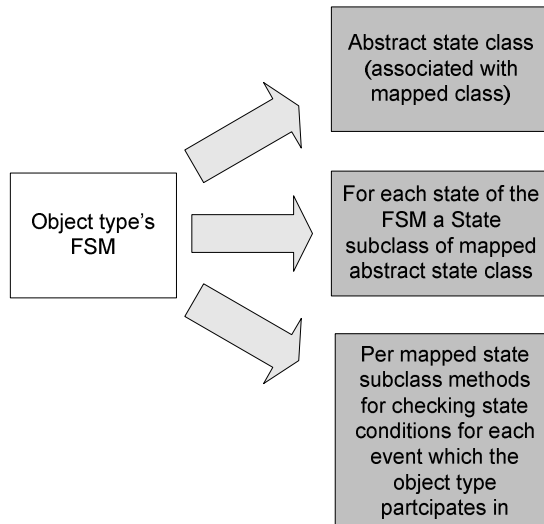 Object type's
FSM
Abstract state class
(associated with
mapped class)
For each state of the
FSM a State
subclass of mapped
abstract state class
Per mapped state
subclass methods
for checking state
conditions for each
event which the
object type
partcipates in